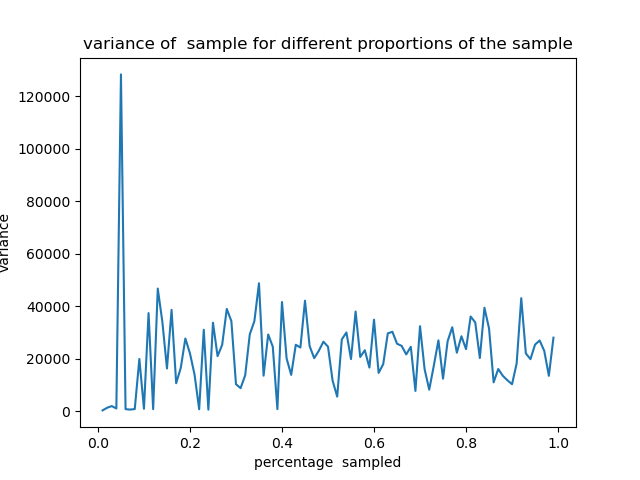 variance of  sample for different proportions of the sample
120000
100000
80000
60000
40000
20000
0
variance
0.0 0.2 0.4 0.6 0.8 1.0
percentage  sampled